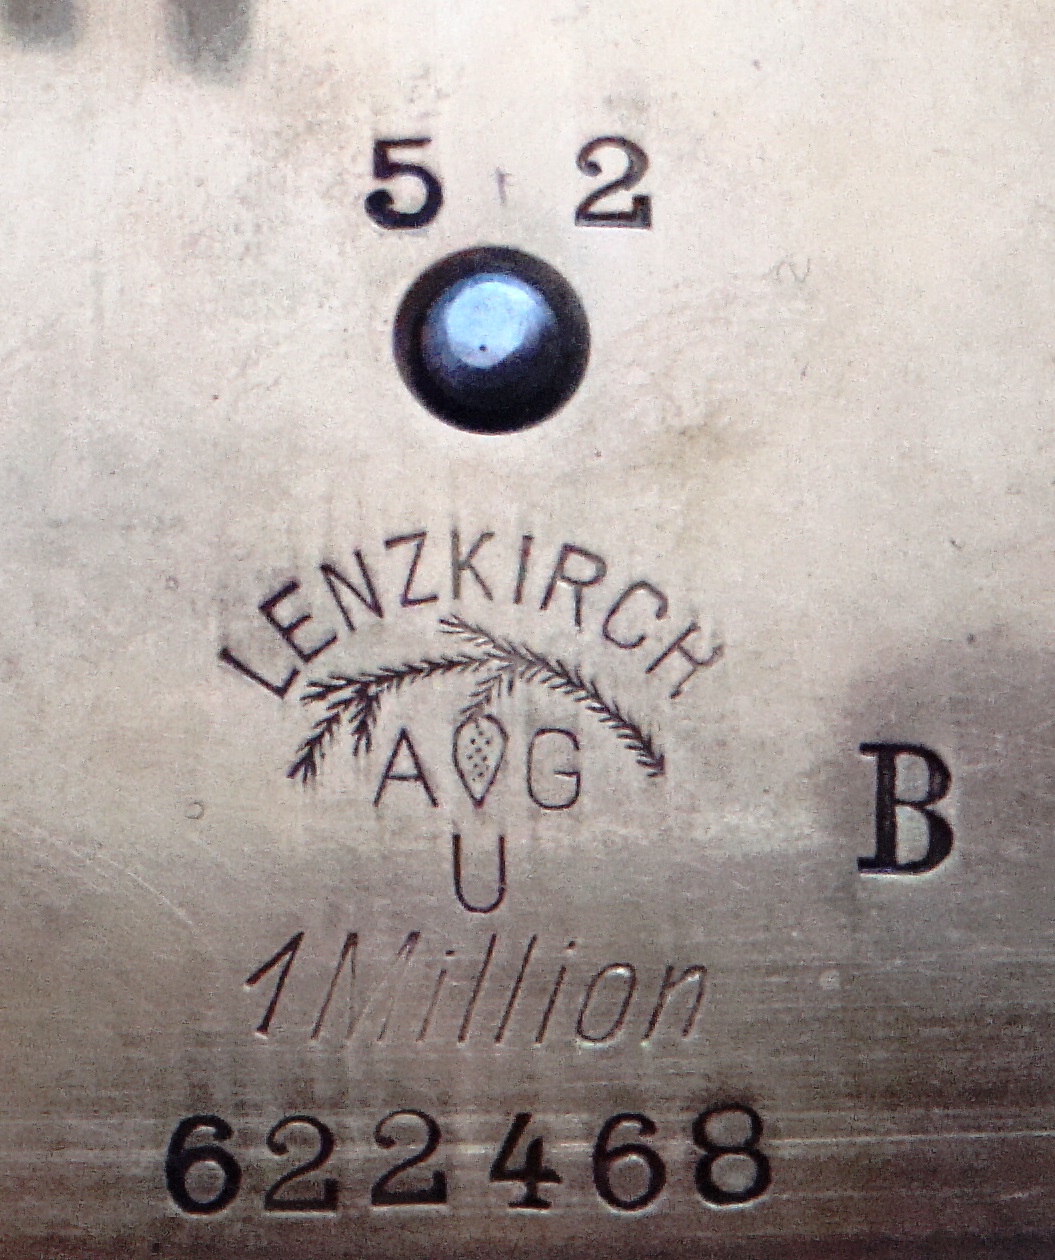 5 2
LENZKIRCH
A G
U
B
1 Million
622468